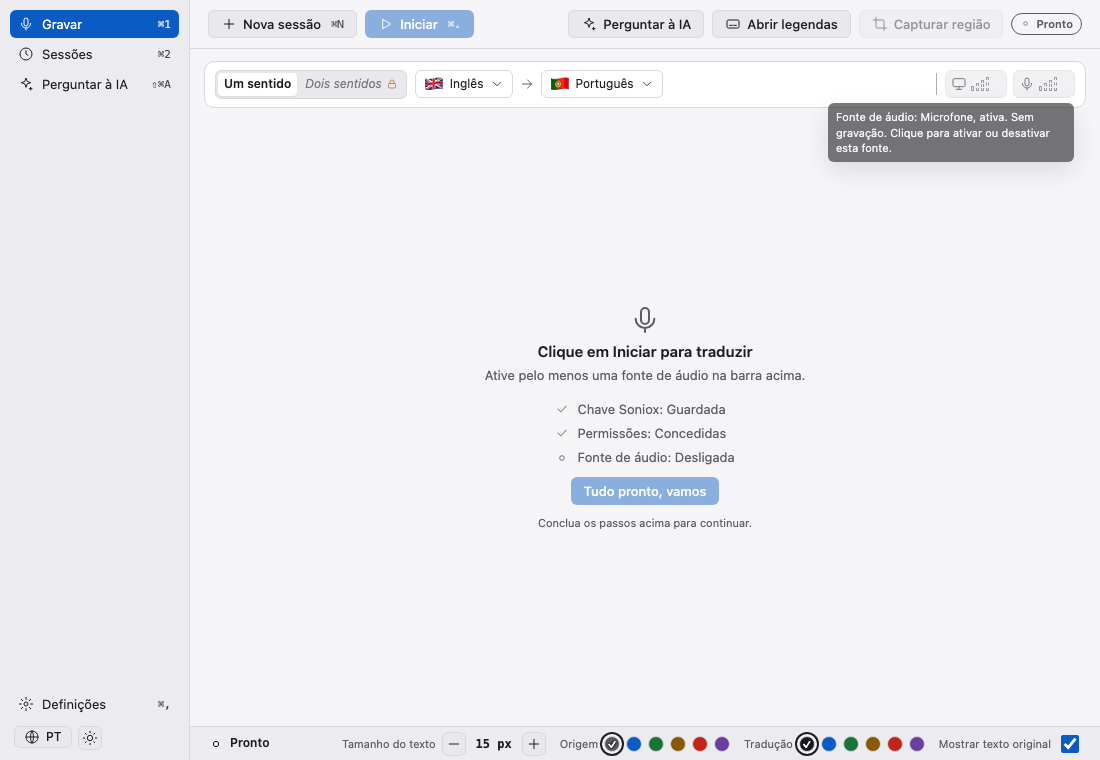 Gravar ⌘1
Sessões ⌘2
Perguntar à IA ⇧⌘A
Nova sessão ⌘N
Iniciar ⌘.
Perguntar à IA
Abrir legendas
Capturar região
Pronto
Um sentido
Dois sentidos
Inglês
Português
Fonte de áudio: Microfone, ativa. Sem
gravação. Clique para ativar ou desativar
esta fonte.
Clique em Iniciar para traduzir
Ative pelo menos uma fonte de áudio na barra acima.
Chave Soniox: Guardada
Permissões: Concedidas
Fonte de áudio: Desligada
Tudo pronto, vamos
Conclua os passos acima para continuar.
Definições ⌘,
PT
Pronto
Tamanho do texto
15 px
Origem
Tradução
Mostrar texto original